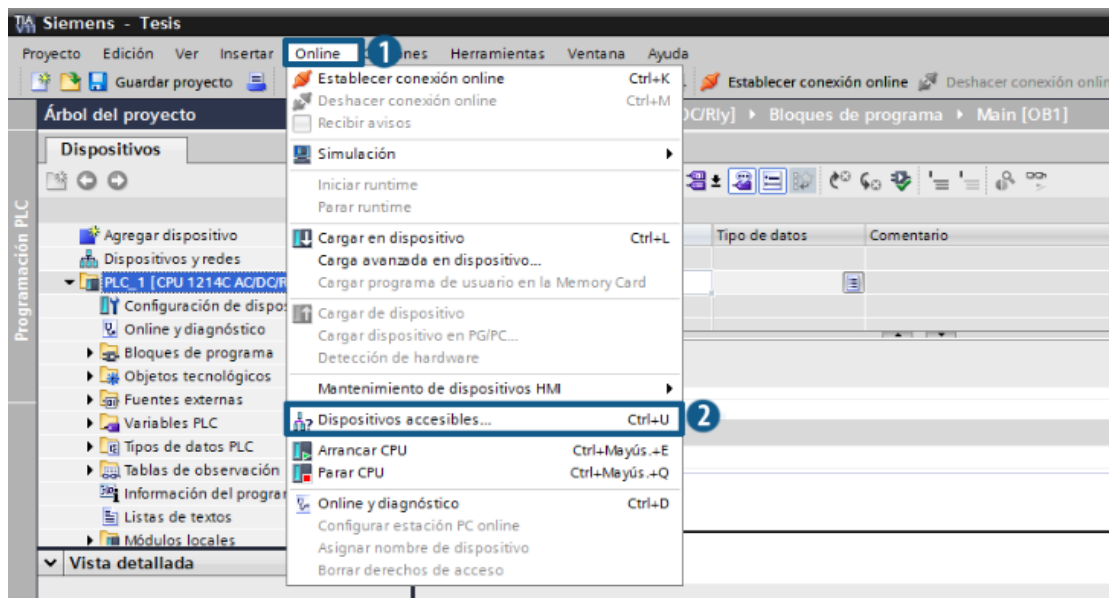 Siemens - Tesis
Proyecto Edición Ver Insertar Online 1 nes Herramientas Ventana Ayuda
Guardar proyecto Establecer conexión online Deshacer conexión onlin
Árbol del proyecto
Dispositivos
Programación PLC
Agregar dispositivo
Dispositivos y redes
PLC_1 [CPU 1214C AC/DC/R
Configuración de dispos
Online y diagnóstico
Bloques de programa
Objetos tecnológicos
Fuentes externas
Variables PLC
Tipos de datos PLC
Tablas de observación
Información del program
Listas de textos
Módulos locales
Vista detallada
Establecer conexión online Ctrl+K
Deshacer conexión online Ctrl+M
Recibir avisos
Simulación
Iniciar runtime
Parar runtime
Cargar en dispositivo Ctrl+L
Carga avanzada en dispositivo...
Cargar programa de usuario en la Memory Card
Cargar de dispositivo
Cargar dispositivo en PG/PC...
Detección de hardware
Mantenimiento de dispositivos HMI
Dispositivos accesibles... Ctrl+U 2
Arrancar CPU Ctrl+Mayús.+E
Parar CPU Ctrl+Mayús.+Q
Online y diagnóstico Ctrl+D
Configurar estación PC online
Asignar nombre de dispositivo
Borrar derechos de acceso
DC/Rly] Bloques de programa Main [OB1]
Tipo de datos Comentario